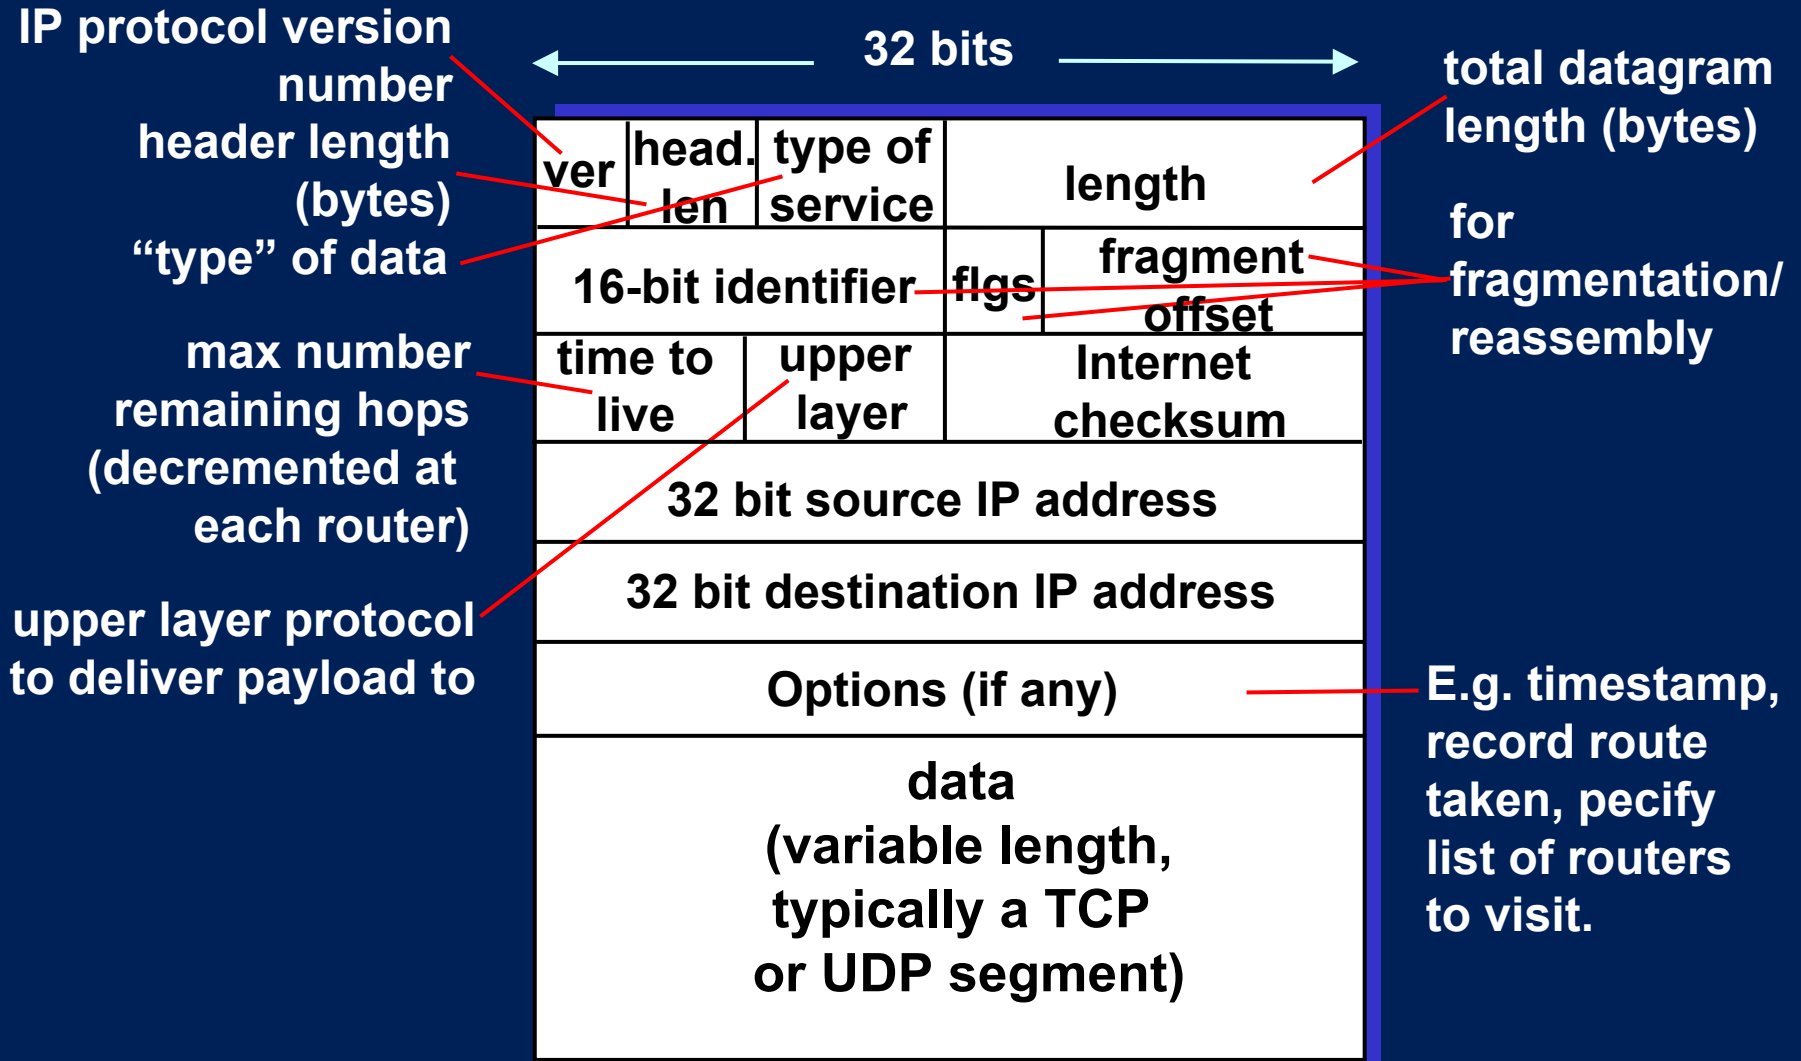 IP protocol version
number
header length
(bytes)
“type” of data
max number
remaining hops
(decremented at
each router)
upper layer protocol
to deliver payload to
32 bits
ver
head.
len
type of
service
length
16-bit identifier
flgs
fragment
offset
time to
live
upper
layer
Internet
checksum
32 bit source IP address
32 bit destination IP address
Options (if any)
data
(variable length,
typically a TCP
or UDP segment)
total datagram
length (bytes)
for
fragmentation/
reassembly
E.g. timestamp,
record route
taken, pecify
list of routers
to visit.